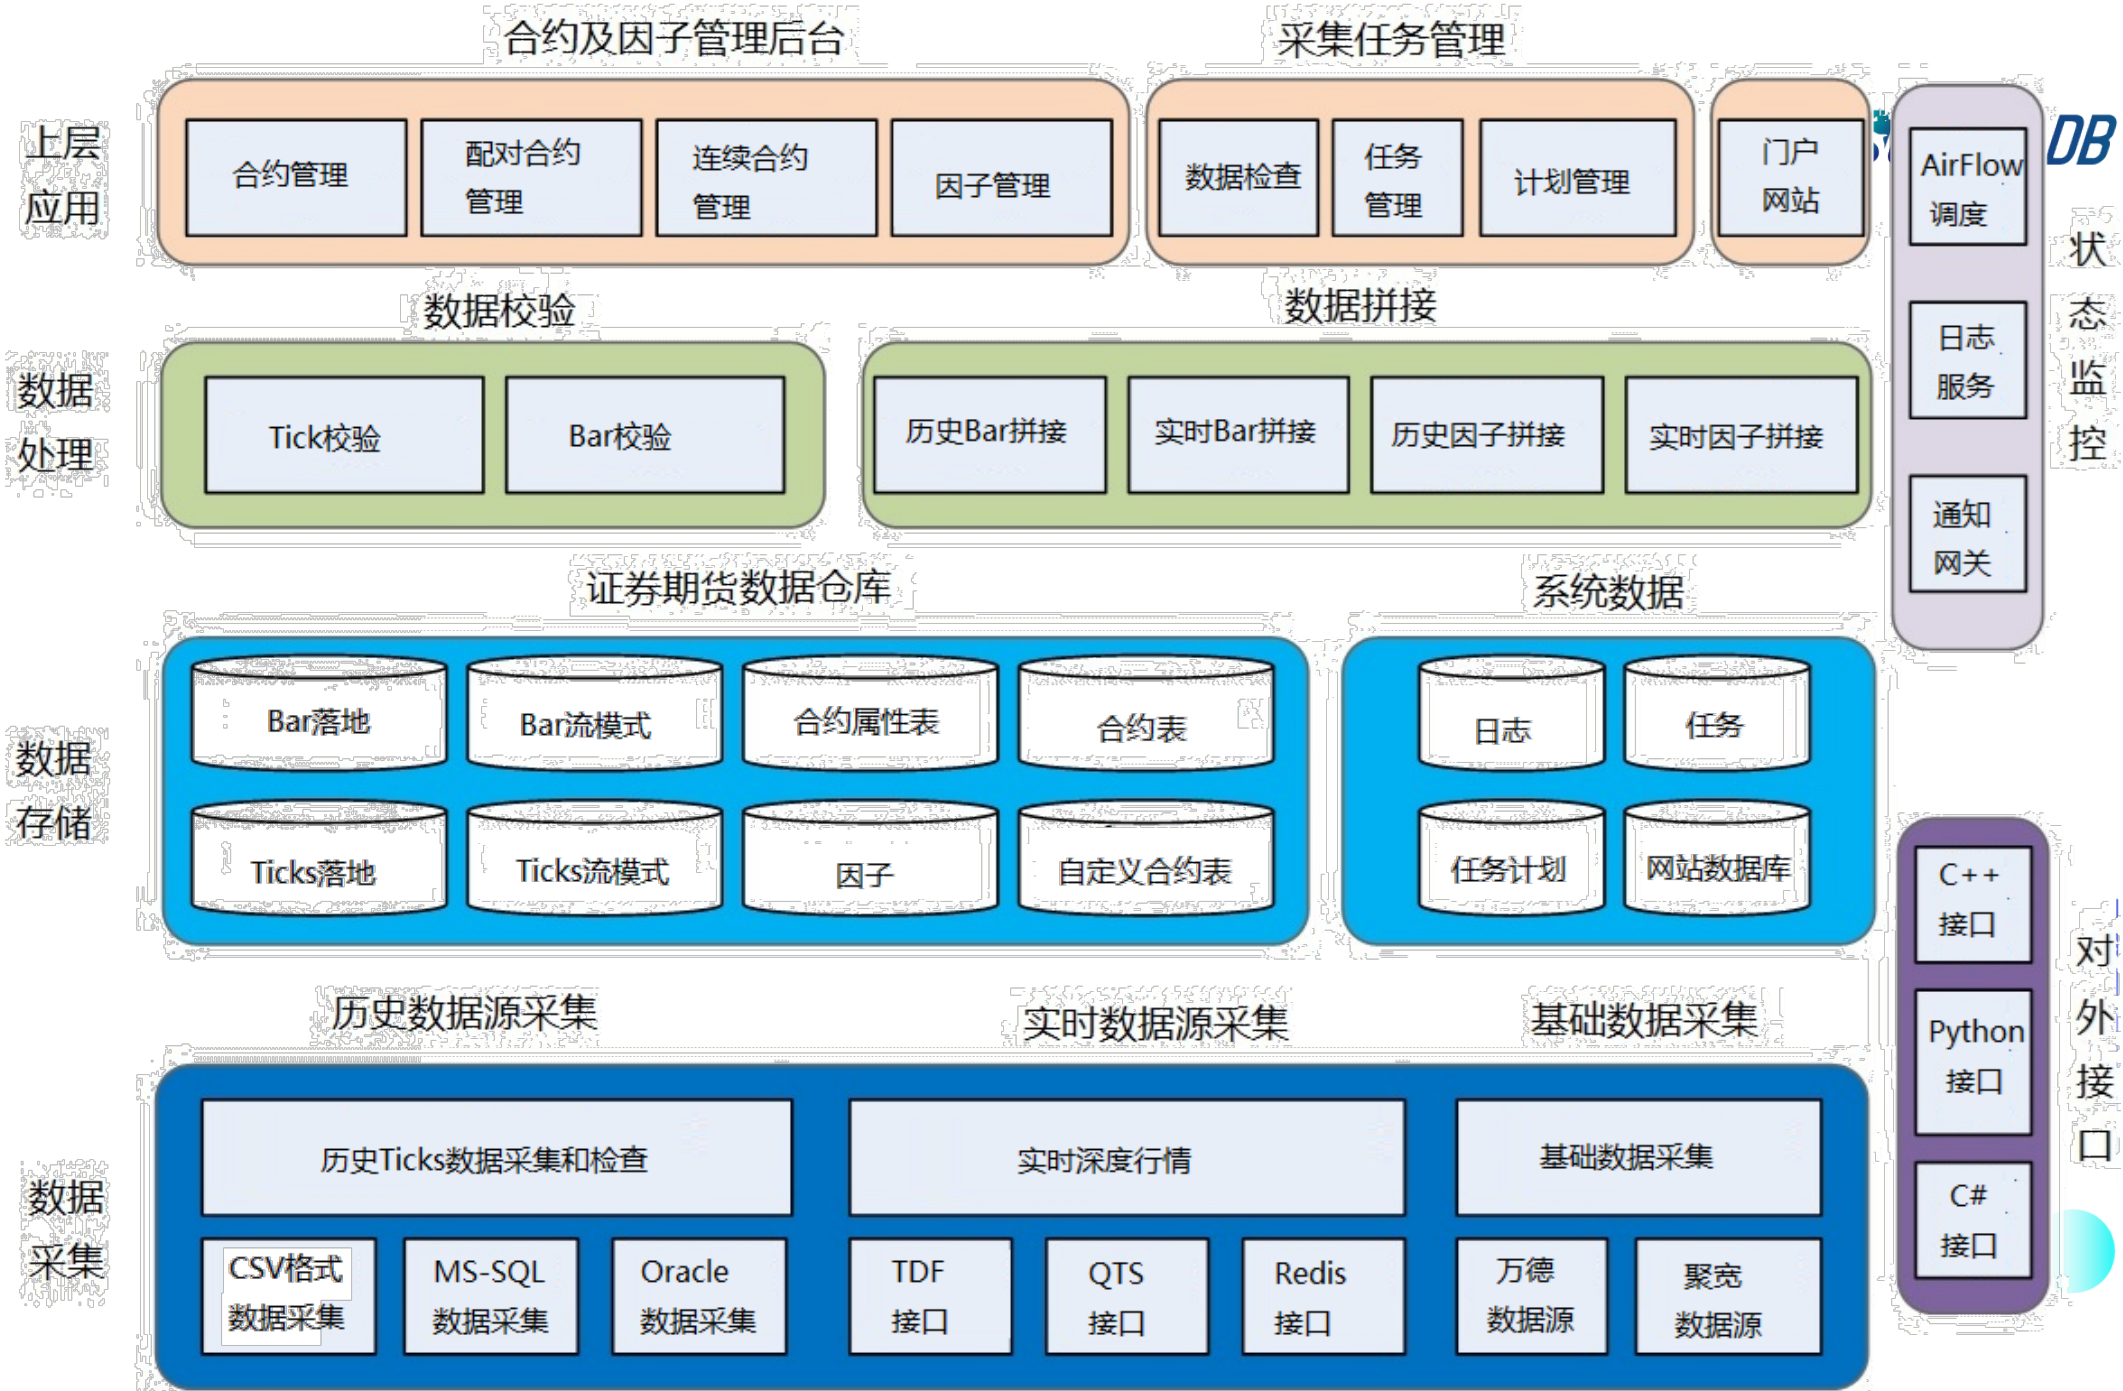 合约及因子管理后台
采集任务管理
上层
应用
合约管理
配对合约
管理
连续合约
管理
因子管理
数据检查
任务
管理
计划管理
门户
网站
DB
AirFlow
调度
日志
服务
通知
网关
状
态
监
控
数据校验
数据拼接
数据
处理
Tick校验
Bar校验
历史Bar拼接
实时Bar拼接
历史因子拼接
实时因子拼接
证券期货数据仓库
系统数据
数据
存储
Bar落地
Bar流模式
合约属性表
合约表
日志
任务
Ticks落地
Ticks流模式
因子
自定义合约表
任务计划
网站数据库
C++
接口
Python
接口
C#
接口
对
外
接
口
历史数据源采集
实时数据源采集
基础数据采集
数据
采集
历史Ticks数据采集和检查
实时深度行情
基础数据采集
CSV格式
数据采集
MS-SQL
数据采集
Oracle
数据采集
TDF
接口
QTS
接口
Redis
接口
万德
数据源
聚宽
数据源